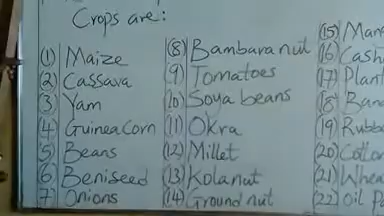 Crops are:
(1) Maize
(2) Cassava
(3) Yam
(4) Guinea corn
(5) Beans
(6) Beniseed
(7) Onions
(8) Bambara nut
(9) Tomatoes
(10) Soya beans
(11) Okra
(12) Millet
(13) Kolanut
(14) Groundnut
(15)
(16)
(17)
(18)
(19)
(20)
(21)
(22) Oil